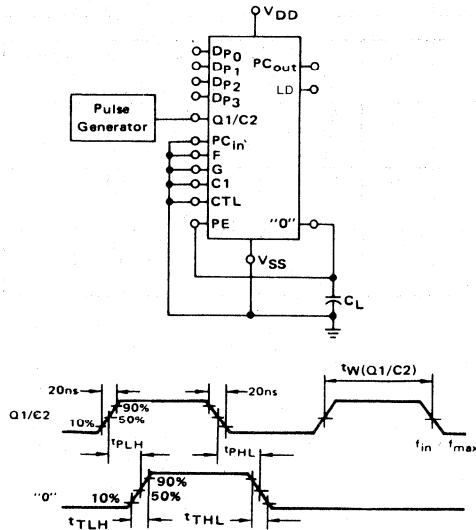 VDD
DP0
DP1
DP2
DP3
PCout
LD
Pulse
Generator
Q1/C2
PCin
F
G
C1
CTL
PE
"0"
VSS
CL
20ns
90%
50%
10%
Q1/C2
tPLH
20ns
tPHL
tW(Q1/C2)
fin fmax
"0"
10%
90%
50%
tTLH
tTHL